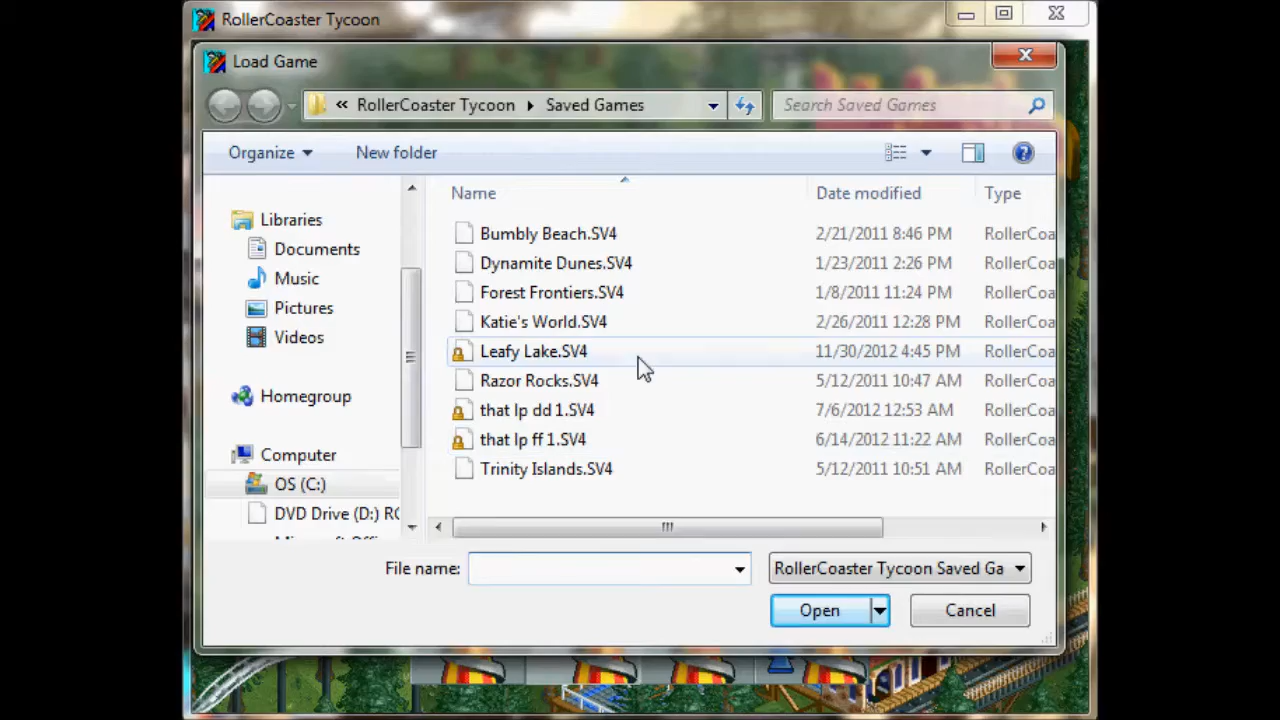 RollerCoaster Tycoon
Load Game
« RollerCoaster Tycoon Saved Games
Search Saved Games
Organize New folder
Name Date modified Type
Libraries
Documents
Music
Pictures
Videos
Homegroup
Computer
OS (C:)
DVD Drive (D:) RC
Bumbly Beach.SV4 2/21/2011 8:46 PM RollerCoa
Dynamite Dunes.SV4 1/23/2011 2:26 PM RollerCoa
Forest Frontiers.SV4 1/8/2011 11:24 PM RollerCoa
Katie's World.SV4 2/26/2011 12:28 PM RollerCoa
Leafy Lake.SV4 11/30/2012 4:45 PM RollerCoa
Razor Rocks.SV4 5/12/2011 10:47 AM RollerCoa
that lp dd 1.SV4 7/6/2012 12:53 AM RollerCoa
that lp ff 1.SV4 6/14/2012 11:22 AM RollerCoa
Trinity Islands.SV4 5/12/2011 10:51 AM RollerCoa
File name:
RollerCoaster Tycoon Saved Ga
Open
Cancel